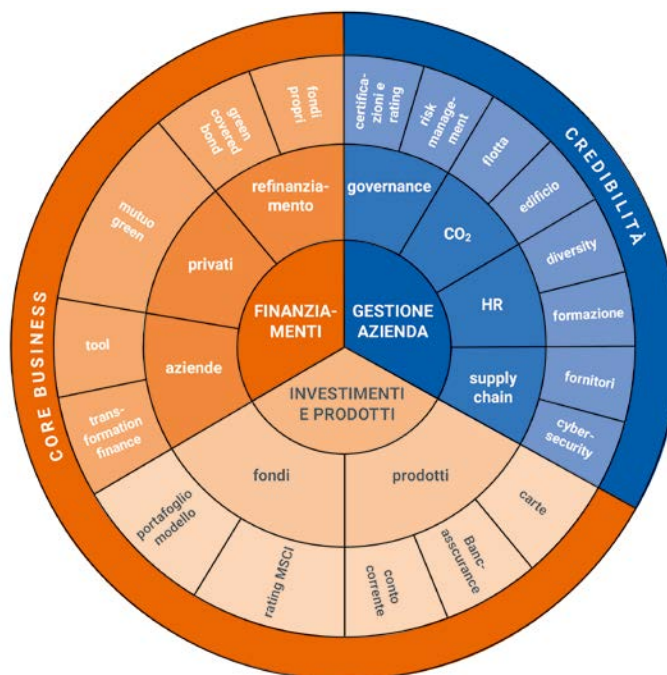 CORE BUSINESS
CREDIBILITÀ
FINANZIA-
MENTI
refinanzia-
mento
fondi
propri
green
covered
bond
privati
mutuo
green
aziende
tool
trans-
formation
finance
GESTIONE
AZIENDA
governance
certifica-
zioni e
rating
risk
manage-
ment
CO₂
flotta
edificio
HR
diversity
formazione
supply
chain
fornitori
cyber-
security
INVESTIMENTI
E PRODOTTI
fondi
portafoglio
modello
rating MSCI
prodotti
conto
corrente
Banc-
asscurance
carte